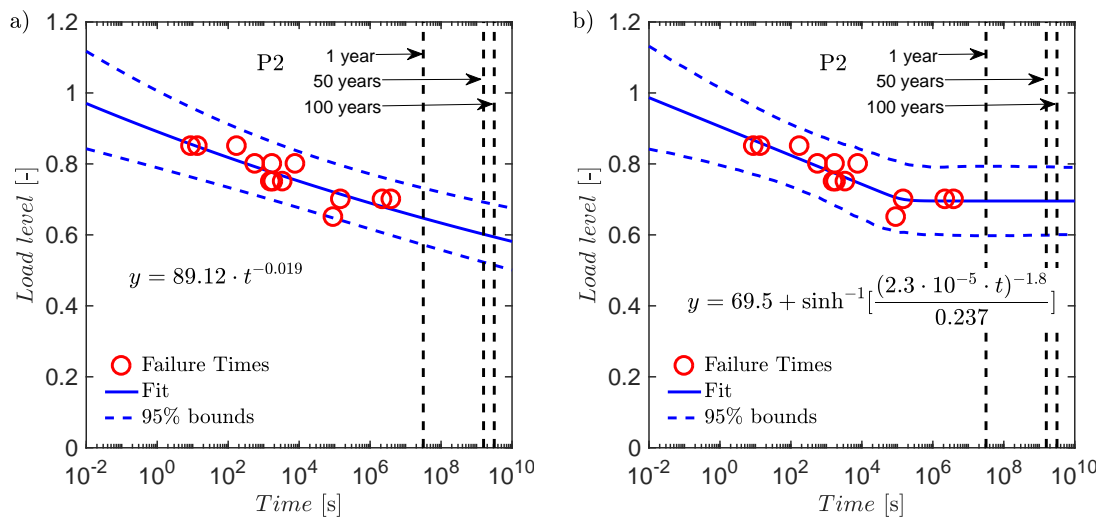 a)
1.2
1
0.8
0.6
0.4
0.2
0
Load level [-]
P2
1 year
50 years
100 years
y = 89.12 · t^{-0.019}
Failure Times
Fit
95% bounds
10^{-2} 10^{0} 10^{2} 10^{4} 10^{6} 10^{8} 10^{10}
Time [s]
b)
1.2
1
0.8
0.6
0.4
0.2
0
Load level [-]
P2
1 year
50 years
100 years
y = 69.5 + sinh^{-1}[\frac{(2.3 · 10^{-5} · t)^{-1.8}}{0.237}]
Failure Times
Fit
95% bounds
10^{-2} 10^{0} 10^{2} 10^{4} 10^{6} 10^{8} 10^{10}
Time [s]